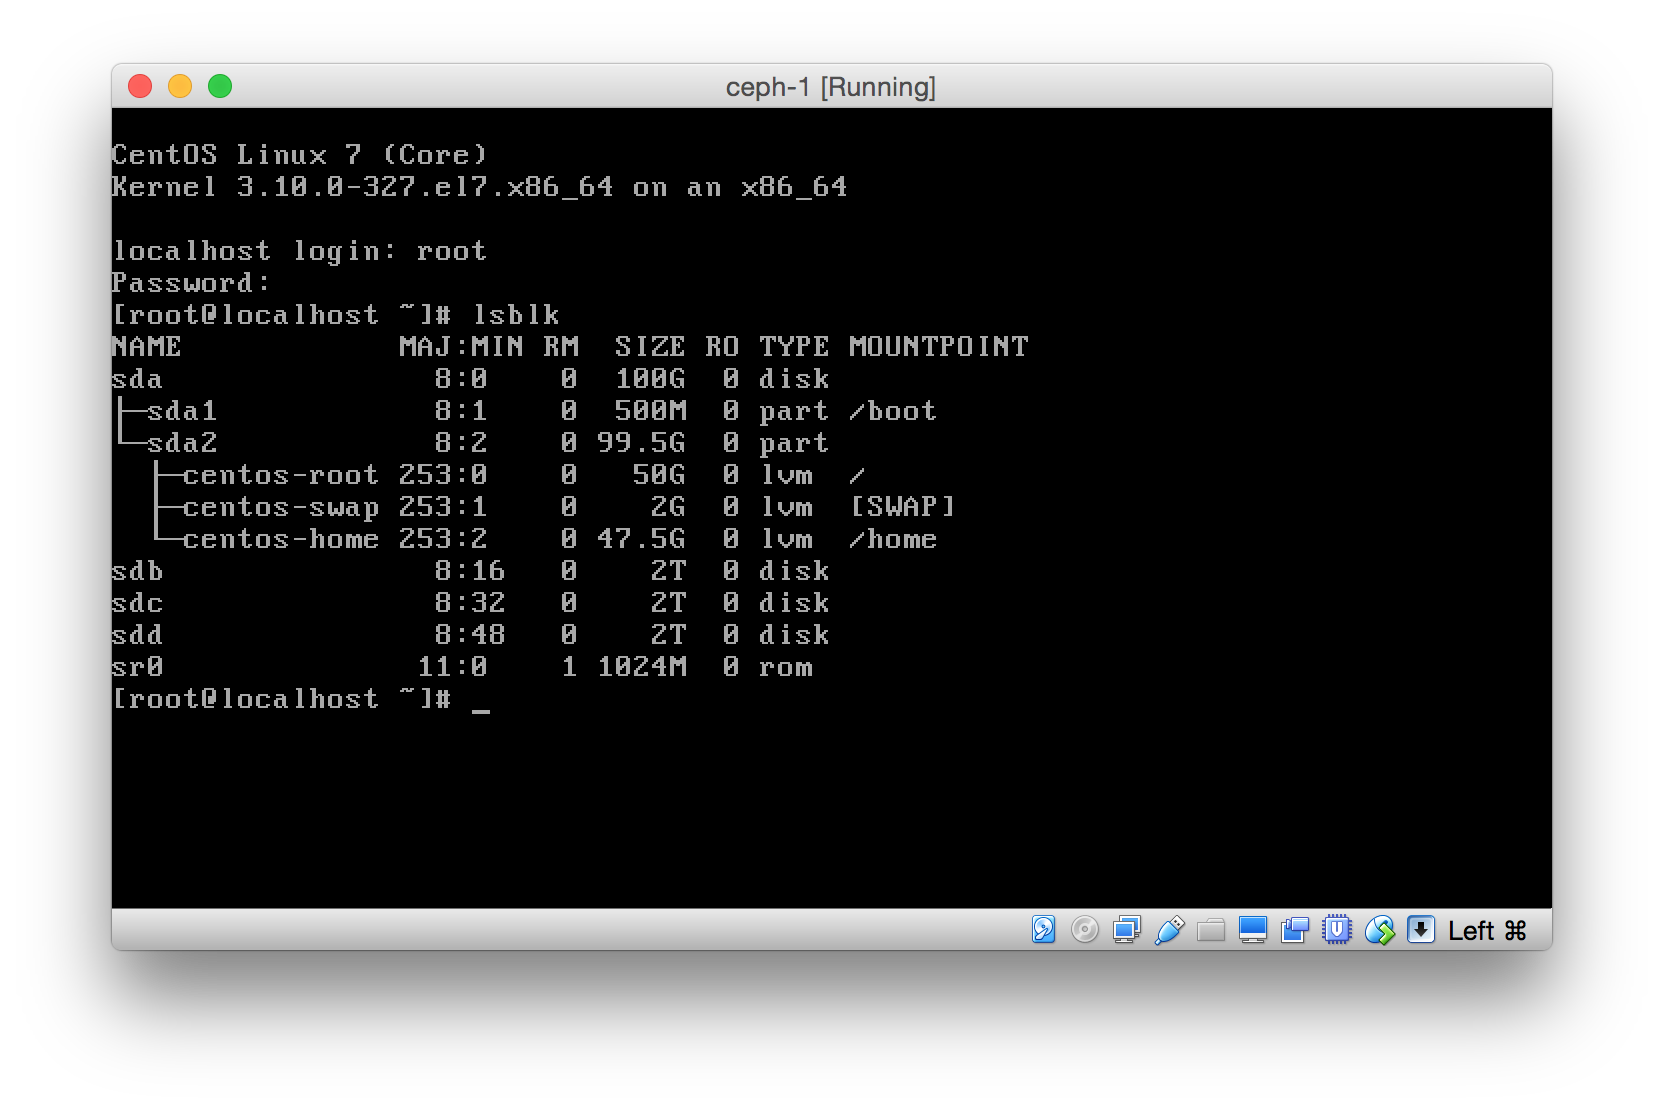 ceph-1 [Running]
CentOS Linux 7 (Core)
Kernel 3.10.0-327.el7.x86_64 on an x86_64
localhost login: root
Password:
[root@localhost ~]# lsblk
NAME            MAJ:MIN RM   SIZE RO TYPE MOUNTPOINT
sda               8:0    0   100G  0 disk
├─sda1            8:1    0   500M  0 part /boot
└─sda2            8:2    0  99.5G  0 part
  ├─centos-root 253:0    0    50G  0 lvm  /
  ├─centos-swap 253:1    0     2G  0 lvm  [SWAP]
  └─centos-home 253:2    0  47.5G  0 lvm  /home
sdb               8:16   0     2T  0 disk
sdc               8:32   0     2T  0 disk
sdd               8:48   0     2T  0 disk
sr0              11:0    1  1024M  0 rom
[root@localhost ~]# _
Left ⌘